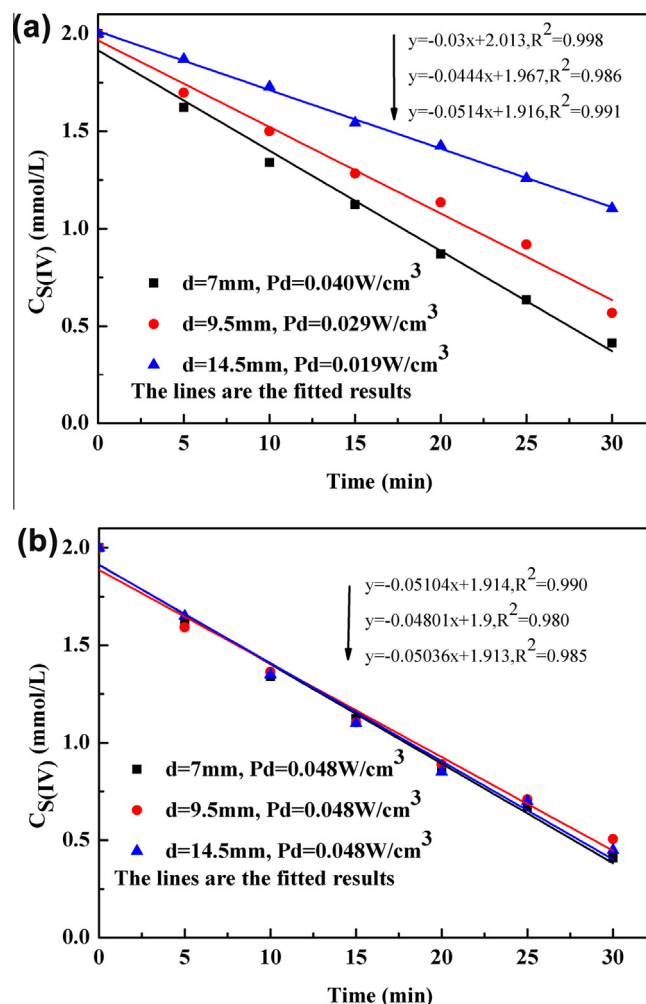 (a)
2.0
1.5
1.0
0.5
0.0
C_S(IV) (mmol/L)
y=-0.03x+2.013,R²=0.998
y=-0.0444x+1.967,R²=0.986
y=-0.0514x+1.916,R²=0.991
d=7mm, Pd=0.040W/cm³
d=9.5mm, Pd=0.029W/cm³
d=14.5mm, Pd=0.019W/cm³
The lines are the fitted results
0 5 10 15 20 25 30
Time (min)
(b)
2.0
1.5
1.0
0.5
0.0
C_S(IV) (mmol/L)
y=-0.05104x+1.914,R²=0.990
y=-0.04801x+1.9,R²=0.980
y=-0.05036x+1.913,R²=0.985
d=7mm, Pd=0.048W/cm³
d=9.5mm, Pd=0.048W/cm³
d=14.5mm, Pd=0.048W/cm³
The lines are the fitted results
0 5 10 15 20 25 30
Time (min)